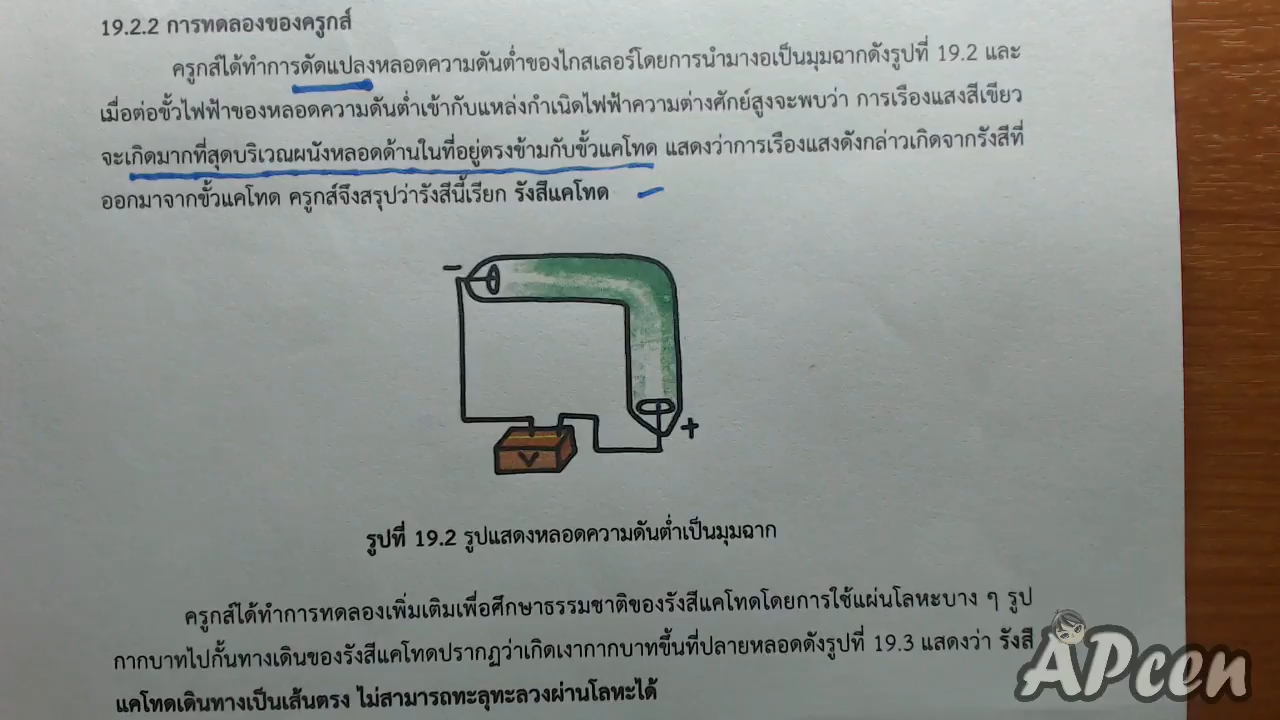 19.2.2 การทดลองของครูกส์
ครูกส์ได้ทำการดัดแปลงหลอดความดันต่ำของไกสเลอร์โดยการนำมางอเป็นมุมฉากดังรูปที่ 19.2 และ
เมื่อต่อขั้วไฟฟ้าของหลอดความดันต่ำเข้ากับแหล่งกำเนิดไฟฟ้าความต่างศักย์สูงจะพบว่า การเรืองแสงสีเขียว
จะเกิดมากที่สุดบริเวณผนังหลอดด้านในที่อยู่ตรงข้ามกับขั้วแคโทด แสดงว่าการเรืองแสงดังกล่าวเกิดจากรังสีที่
ออกมาจากขั้วแคโทด ครูกส์จึงสรุปว่ารังสีนี้เรียก รังสีแคโทด
−
V
+
รูปที่ 19.2 รูปแสดงหลอดความดันต่ำเป็นมุมฉาก
ครูกส์ได้ทำการทดลองเพิ่มเติมเพื่อศึกษาธรรมชาติของรังสีแคโทดโดยการใช้แผ่นโลหะบาง ๆ รูป
กากบาทไปกั้นทางเดินของรังสีแคโทดปรากฏว่าเกิดเงากากบาทขึ้นที่ปลายหลอดดังรูปที่ 19.3 แสดงว่า รังสี
แคโทดเดินทางเป็นเส้นตรง ไม่สามารถทะลุทะลวงผ่านโลหะได้
APcen